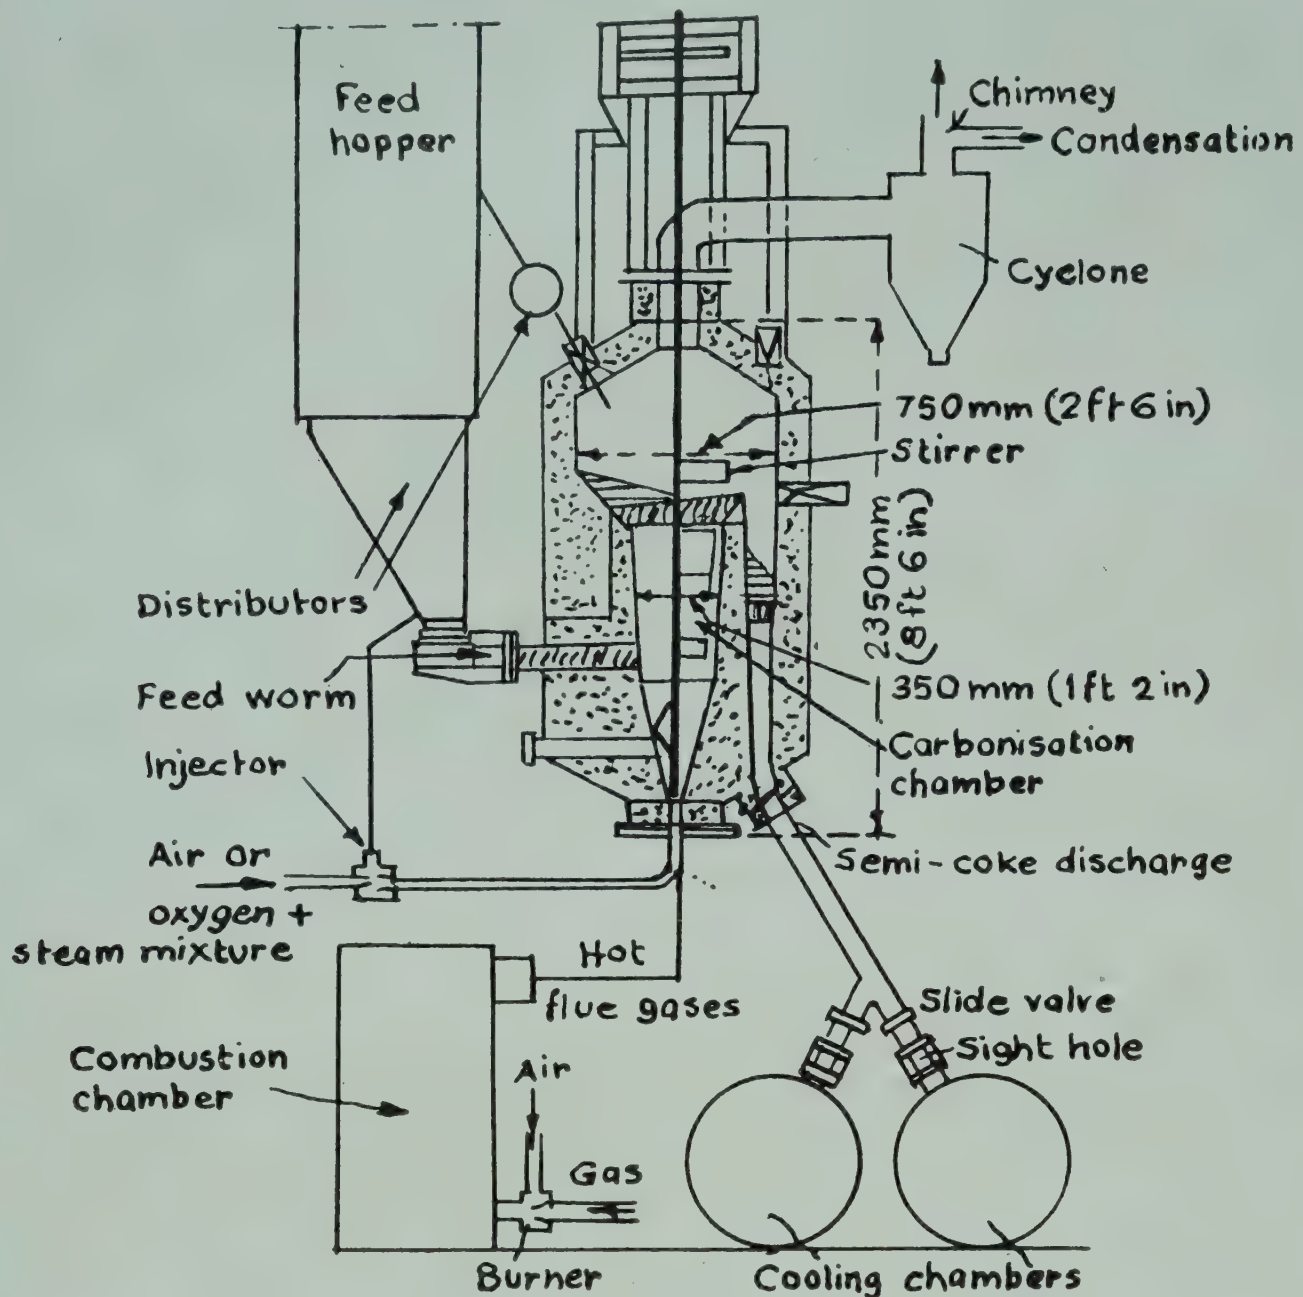 Feed
hopper
Chimney
Condensation
Cyclone
750mm (2ft 6in)
Stirrer
2350mm
(8ft 6in)
Distributors
Feed worm
350mm (1ft 2in)
Injector
Carbonisation
chamber
Air or
oxygen +
steam mixture
Semi-coke discharge
Hot
flue gases
Slide valve
Sight hole
Combustion
chamber
Air
Gas
Burner
Cooling chambers